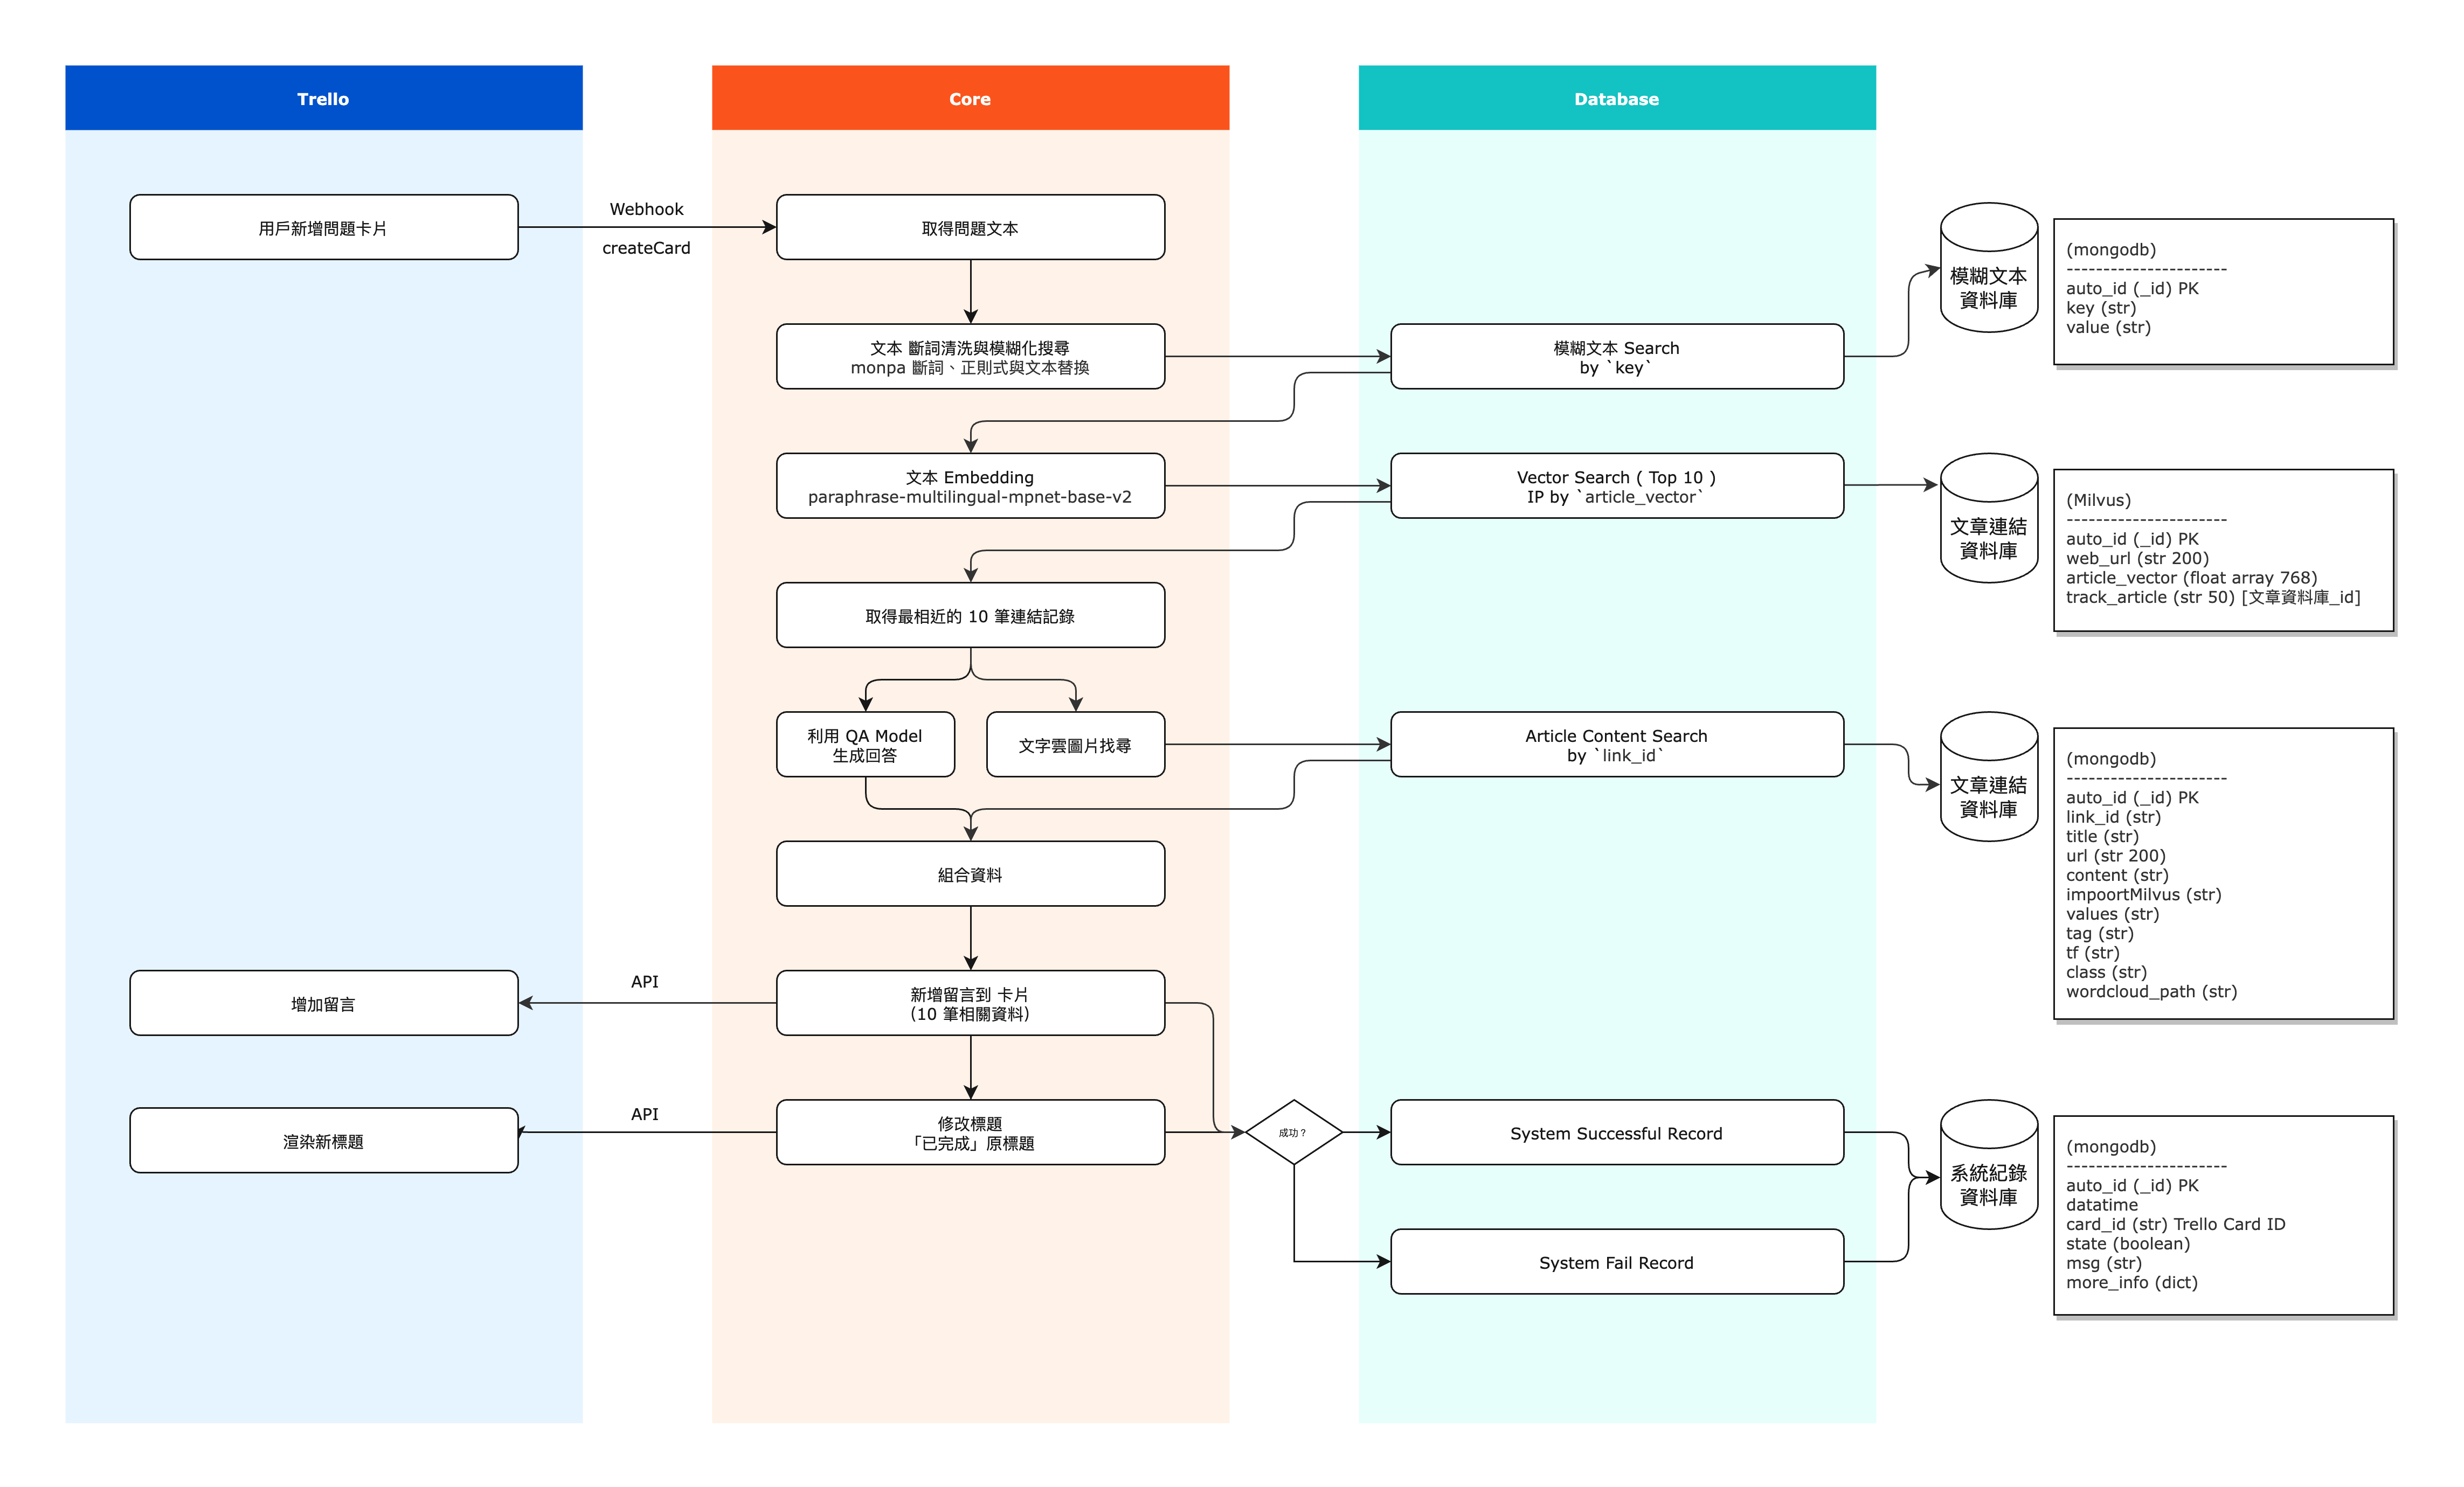 Trello
Core
Database
用戶新增問題卡片
Webhook
createCard
取得問題文本
模糊文本
資料庫
(mongodb)
-----------------------
auto_id (_id) PK
key (str)
value (str)
文本 斷詞清洗與模糊化搜尋
monpa 斷詞、正則式與文本替換
模糊文本 Search
by `key`
文本 Embedding
paraphrase-multilingual-mpnet-base-v2
Vector Search ( Top 10 )
IP by `article_vector`
文章連結
資料庫
(Milvus)
-----------------------
auto_id (_id) PK
web_url (str 200)
article_vector (float array 768)
track_article (str 50) [文章資料庫_id]
取得最相近的 10 筆連結記錄
利用 QA Model
生成回答
文字雲圖片找尋
Article Content Search
by `link_id`
文章連結
資料庫
(mongodb)
-----------------------
auto_id (_id) PK
link_id (str)
title (str)
url (str 200)
content (str)
impoortMilvus (str)
values (str)
tag (str)
tf (str)
class (str)
wordcloud_path (str)
組合資料
增加留言
API
新增留言到 卡片
（10 筆相關資料）
渲染新標題
API
修改標題
「已完成」原標題
成功？
System Successful Record
System Fail Record
系統紀錄
資料庫
(mongodb)
-----------------------
auto_id (_id) PK
datatime
card_id (str) Trello Card ID
state (boolean)
msg (str)
more_info (dict)